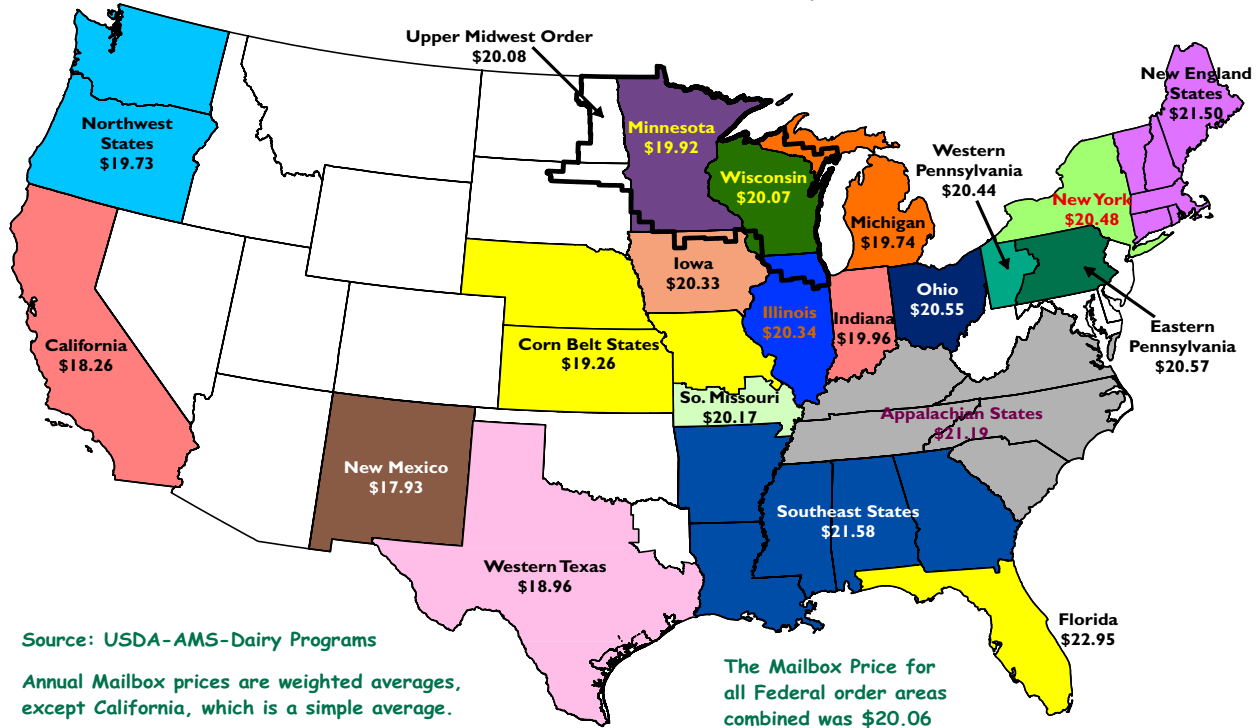 Upper Midwest Order
$20.08
New England
States
$21.50
Northwest
States
$19.73
Minnesota
$19.92
Western
Pennsylvania
$20.44
Wisconsin
$20.07
New York
$20.48
Michigan
$19.74
Iowa
$20.33
Ohio
$20.55
Illinois
$20.34
Indiana
$19.96
Eastern
Pennsylvania
$20.57
California
$18.26
Corn Belt States
$19.26
So. Missouri
$20.17
Appalachian States
$21.19
New Mexico
$17.93
Southeast States
$21.58
Western Texas
$18.96
Florida
$22.95
Source: USDA-AMS-Dairy Programs
Annual Mailbox prices are weighted averages,
except California, which is a simple average.
The Mailbox Price for
all Federal order areas
combined was $20.06